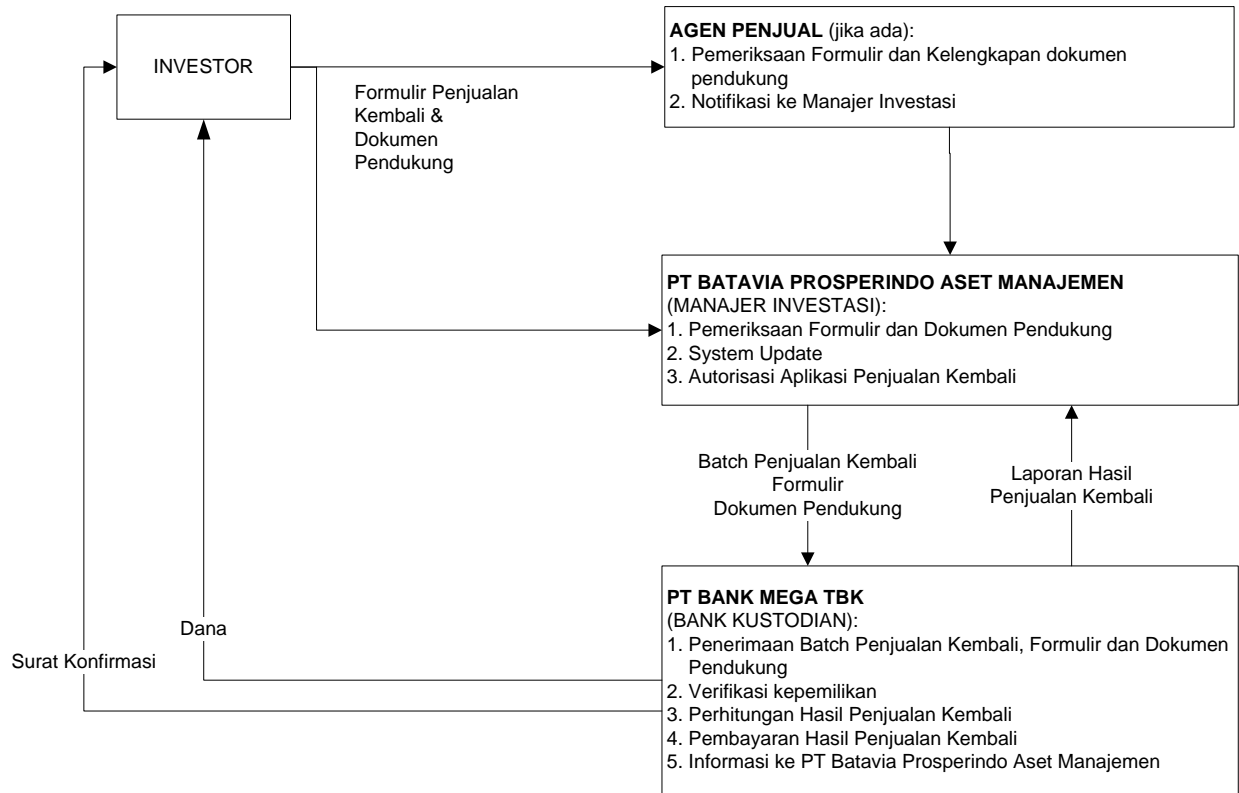 INVESTOR
Formulir Penjualan
Kembali &
Dokumen
Pendukung
AGEN PENJUAL (jika ada):
1. Pemeriksaan Formulir dan Kelengkapan dokumen
pendukung
2. Notifikasi ke Manajer Investasi
PT BATAVIA PROSPERINDO ASET MANAJEMEN
(MANAJER INVESTASI):
1. Pemeriksaan Formulir dan Dokumen Pendukung
2. System Update
3. Autorisasi Aplikasi Penjualan Kembali
Batch Penjualan Kembali
Formulir
Dokumen Pendukung
Laporan Hasil
Penjualan Kembali
PT BANK MEGA TBK
(BANK KUSTODIAN):
1. Penerimaan Batch Penjualan Kembali, Formulir dan Dokumen
Pendukung
2. Verifikasi kepemilikan
3. Perhitungan Hasil Penjualan Kembali
4. Pembayaran Hasil Penjualan Kembali
5. Informasi ke PT Batavia Prosperindo Aset Manajemen
Dana
Surat Konfirmasi